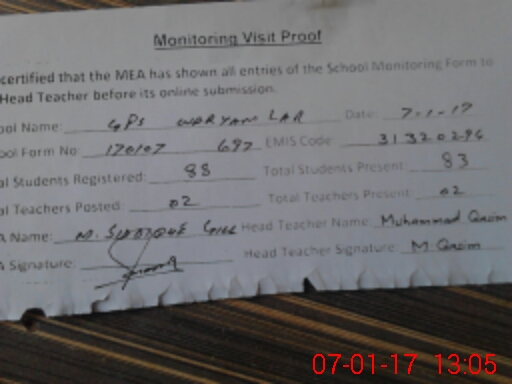 Monitoring Visit Proof
certified that the MEA has shown all entries of the School Monitoring Form to
Head Teacher before its online submission.
ool Name: GPS WARYAM LAR Date: 7-1-17
ool Form No: 170107 697 EMIS Code: 31320296
al Students Registered: 88 Total Students Present: 83
al Teachers Posted: 02 Total Teachers Present: 02
A Name: M. Head Teacher Name: Muhammad Qasim
A Signature: Head Teacher Signature: M Qasim
07-01-17 13:05